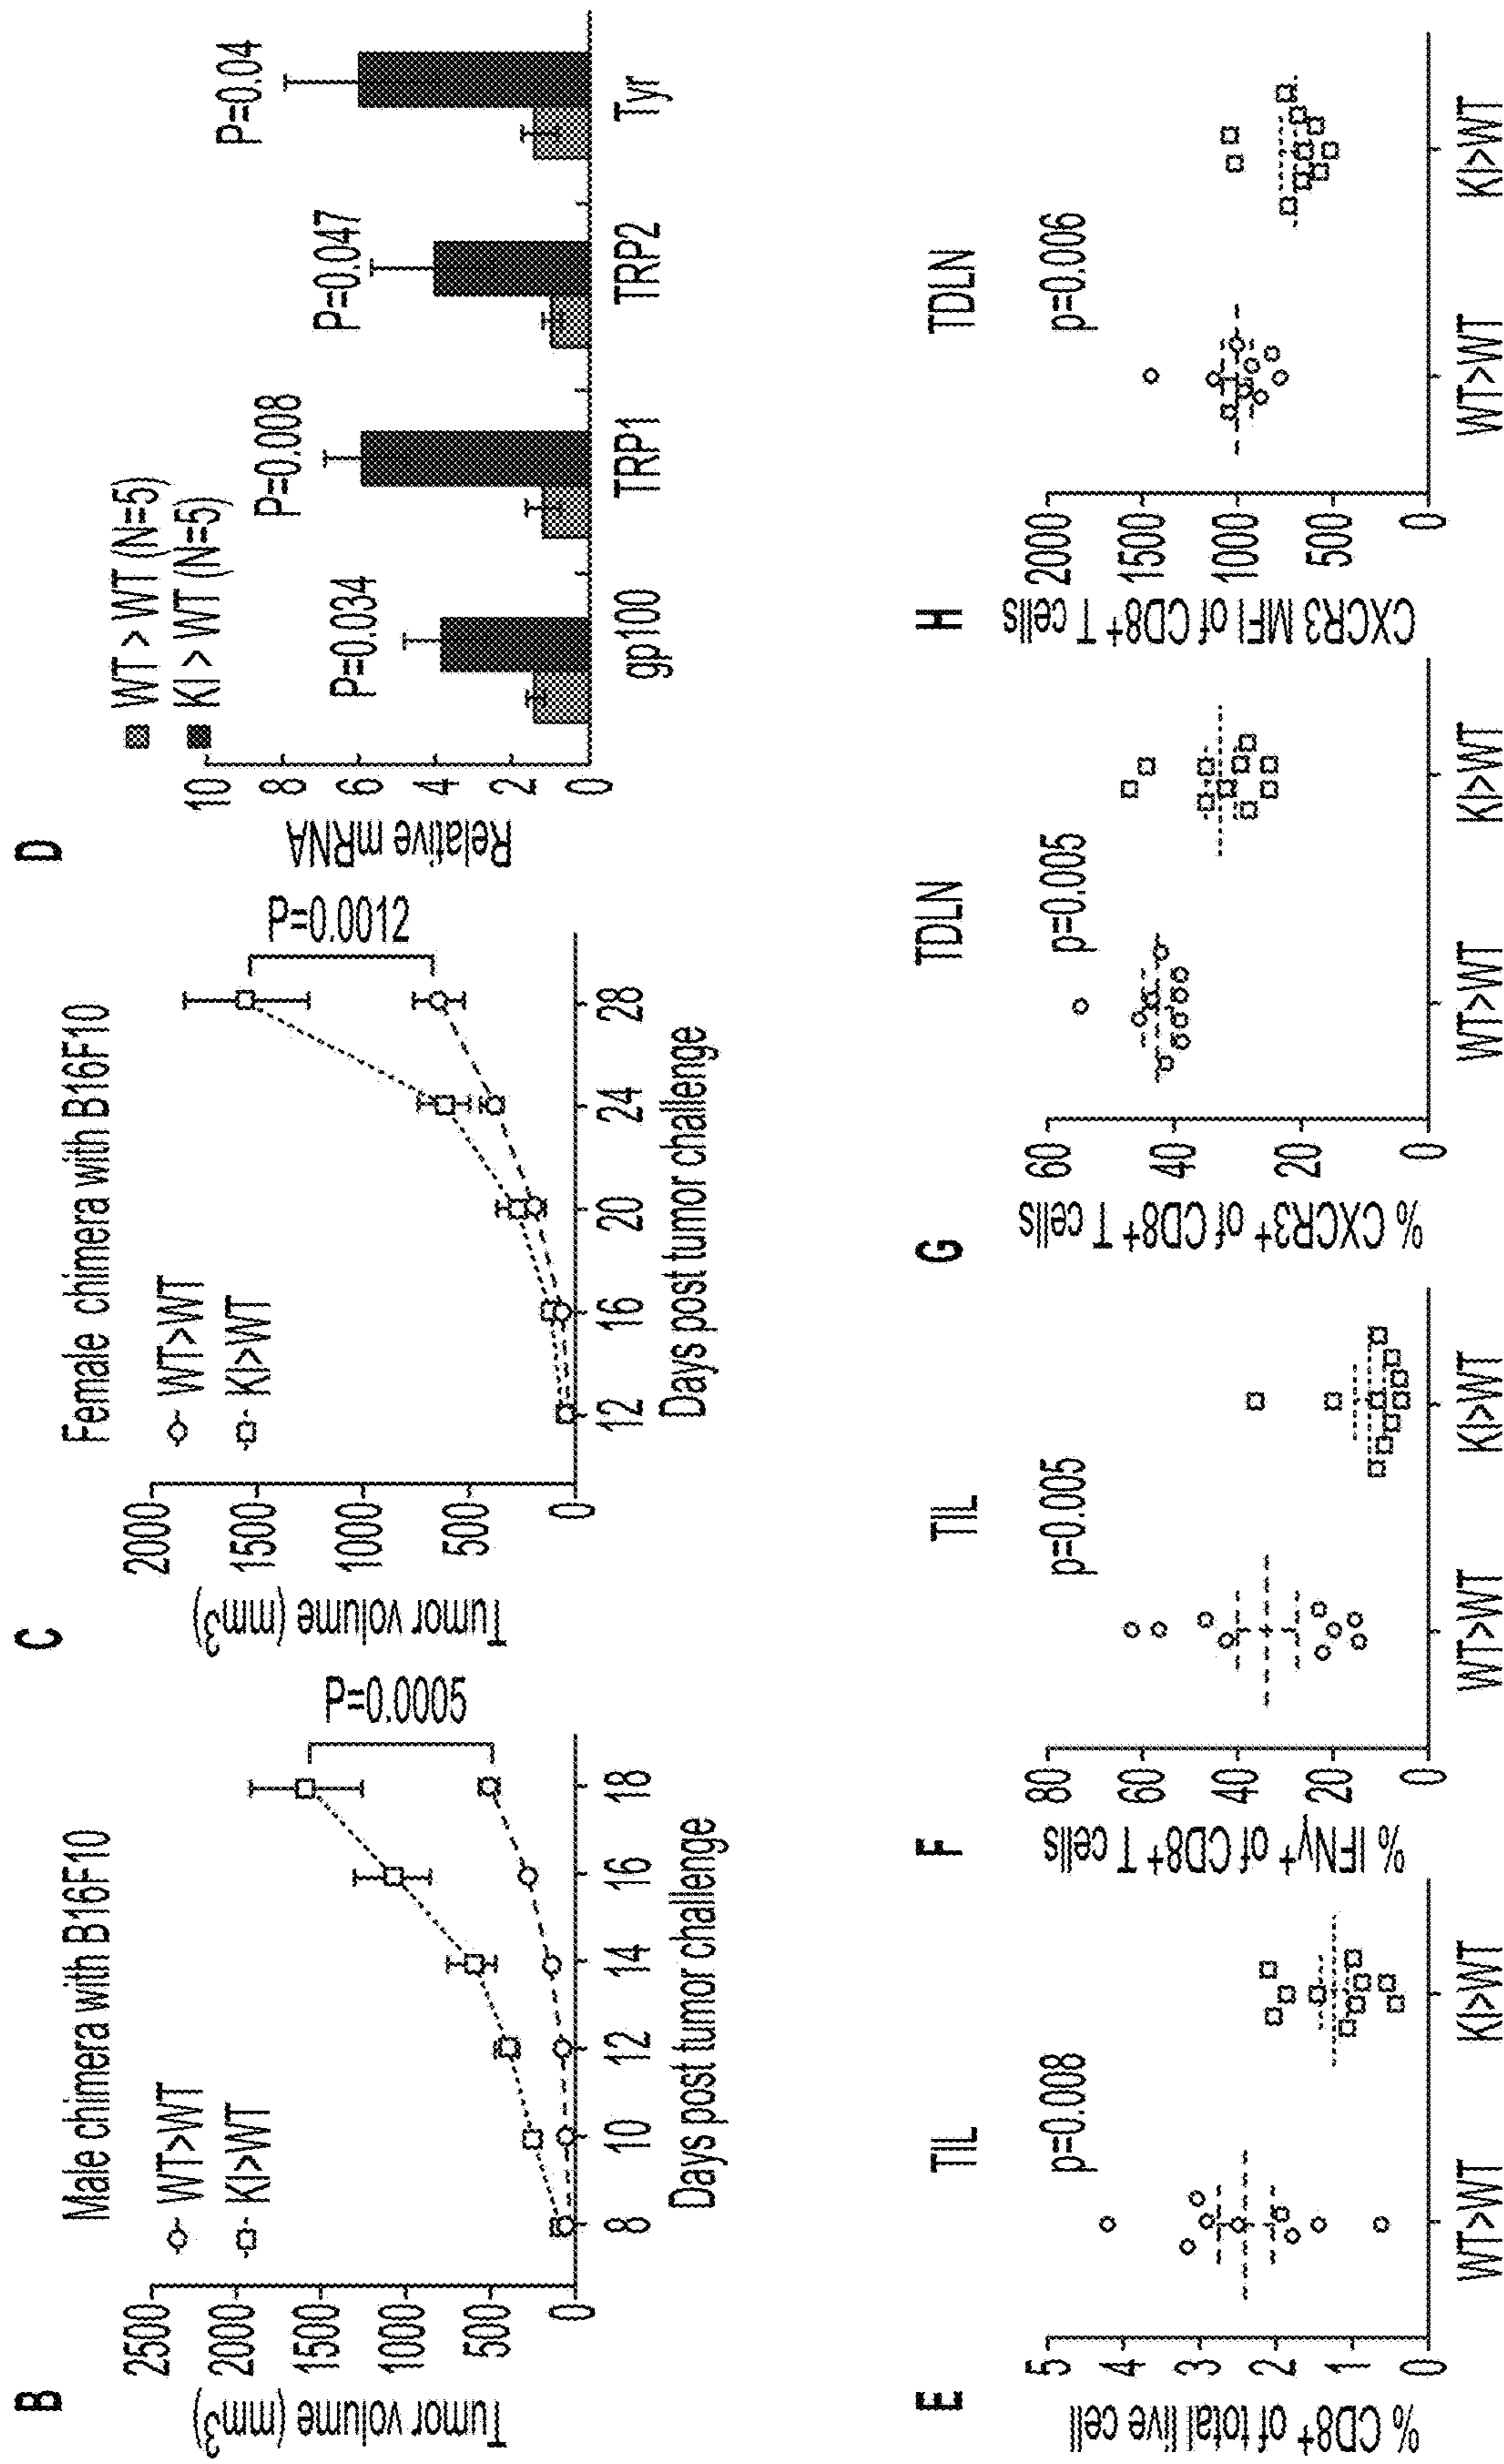 B
Male chimera with B16F10
WT>WT
KI>WT
P=0.0005
Tumor volume (mm³)
2500
2000
1500
1000
500
0
8 10 12 14 16 18
Days post tumor challenge
C
Female chimera with B16F10
WT>WT
KI>WT
P=0.0012
Tumor volume (mm³)
2000
1500
1000
500
0
12 16 20 24 28
Days post tumor challenge
D
WT > WT (N=5)
KI > WT (N=5)
Relative mRNA
10
8
6
4
2
0
P=0.034
P=0.008
P=0.047
P=0.04
gp100 TRP1 TRP2 Tyr
E
TIL
p=0.008
% CD8⁺ of total live cell
5
4
3
2
1
0
WT>WT KI>WT
F
TIL
p=0.005
% IFNγ⁺ of CD8⁺ T cells
80
60
40
20
0
WT>WT KI>WT
G
TDLN
p=0.005
% CXCR3⁺ of CD8⁺ T cells
60
40
20
0
WT>WT KI>WT
H
TDLN
p=0.006
CXCR3 MFI of CD8⁺ T cells
2000
1500
1000
500
0
WT>WT KI>WT